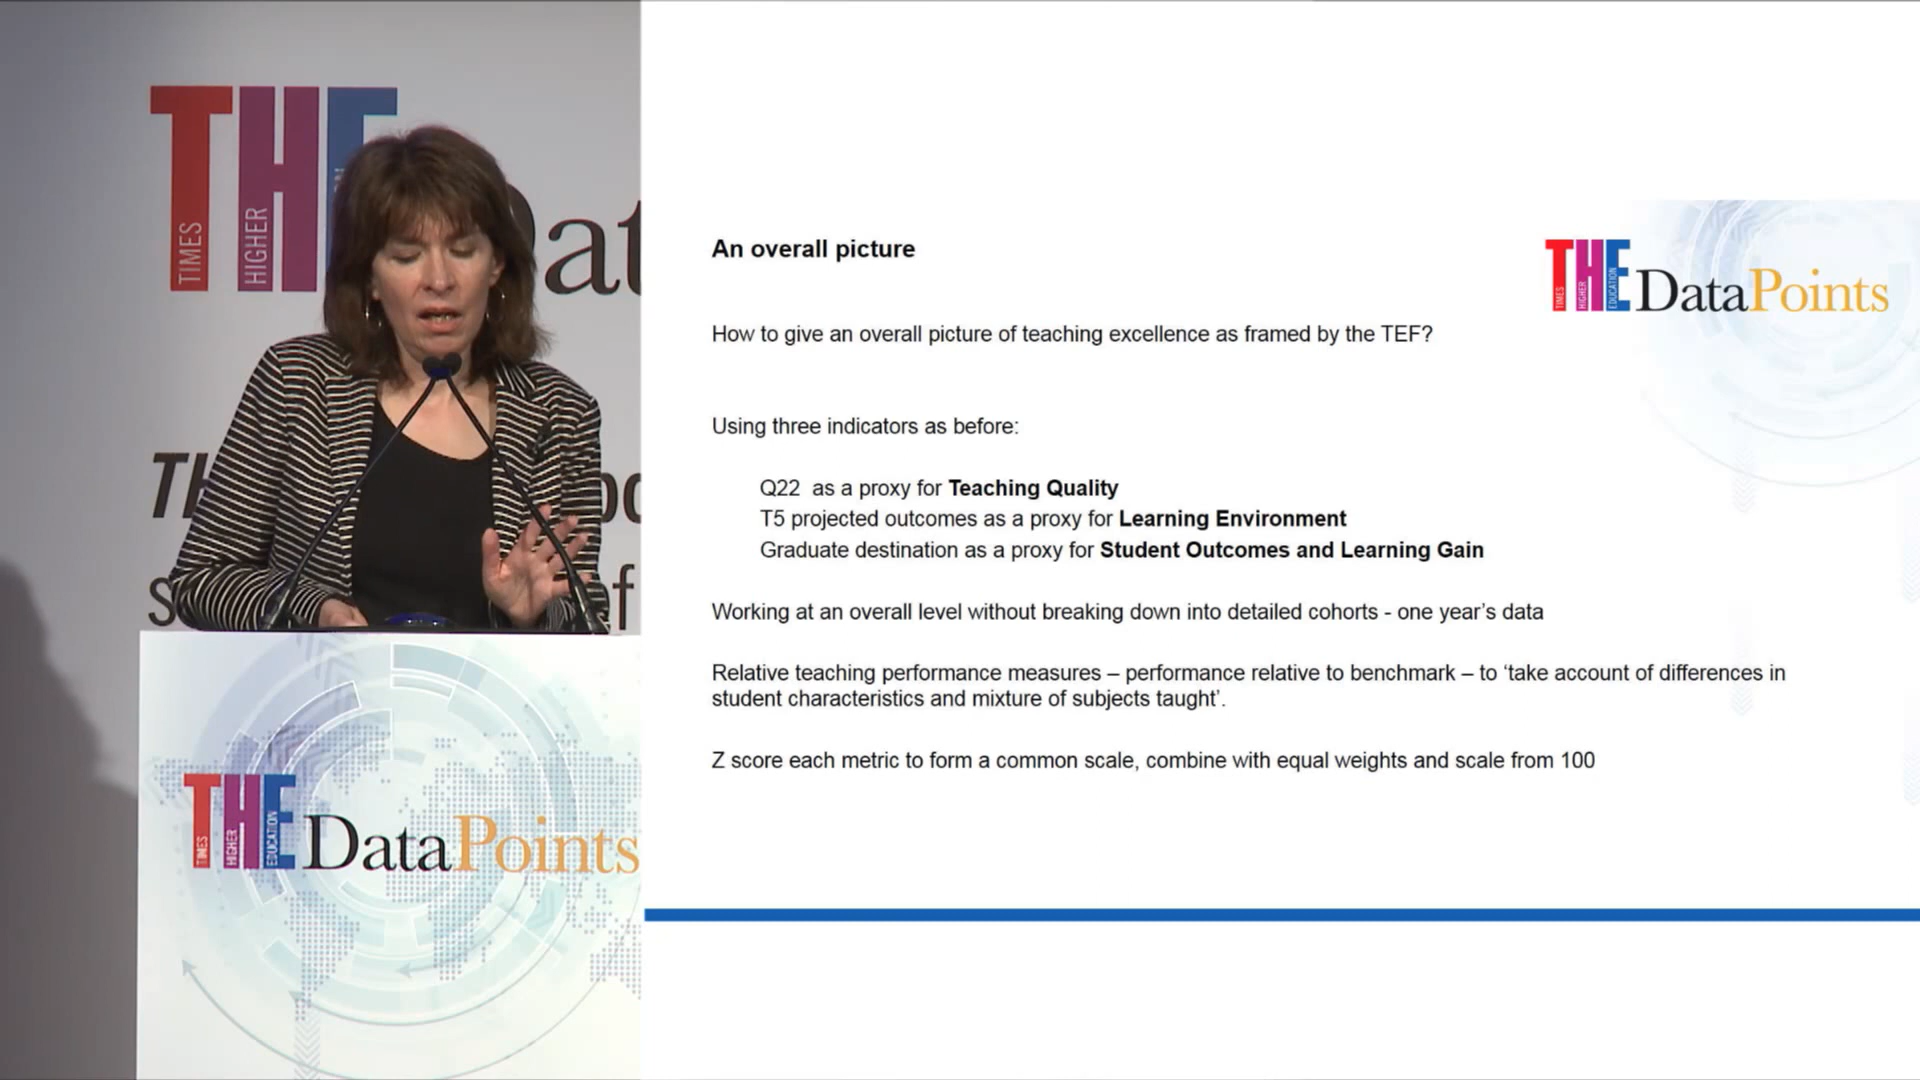 THE
TIMES
HIGHER
Dat
TH
s
ef
THE
TIMES
HIGHER
EDUCATION
DataPoints
An overall picture
THE
TIMES
HIGHER
EDUCATION
DataPoints
How to give an overall picture of teaching excellence as framed by the TEF?
Using three indicators as before:
Q22 as a proxy for Teaching Quality
T5 projected outcomes as a proxy for Learning Environment
Graduate destination as a proxy for Student Outcomes and Learning Gain
Working at an overall level without breaking down into detailed cohorts - one year's data
Relative teaching performance measures – performance relative to benchmark – to ‘take account of differences in
student characteristics and mixture of subjects taught’.
Z score each metric to form a common scale, combine with equal weights and scale from 100